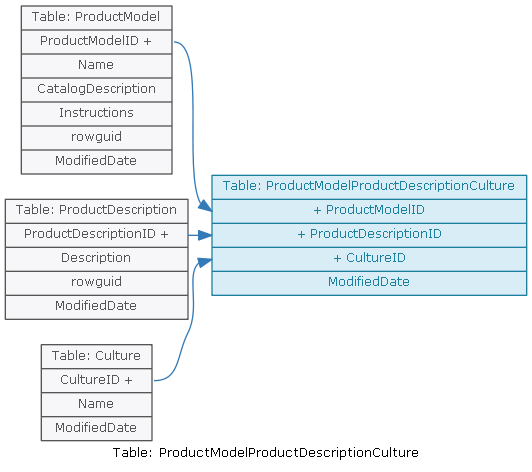 Table: ProductModel
ProductModelID +
Name
CatalogDescription
Instructions
rowguid
ModifiedDate
Table: ProductModelProductDescriptionCulture
+ ProductModelID
+ ProductDescriptionID
+ CultureID
ModifiedDate
Table: ProductDescription
ProductDescriptionID +
Description
rowguid
ModifiedDate
Table: Culture
CultureID +
Name
ModifiedDate
Table: ProductModelProductDescriptionCulture